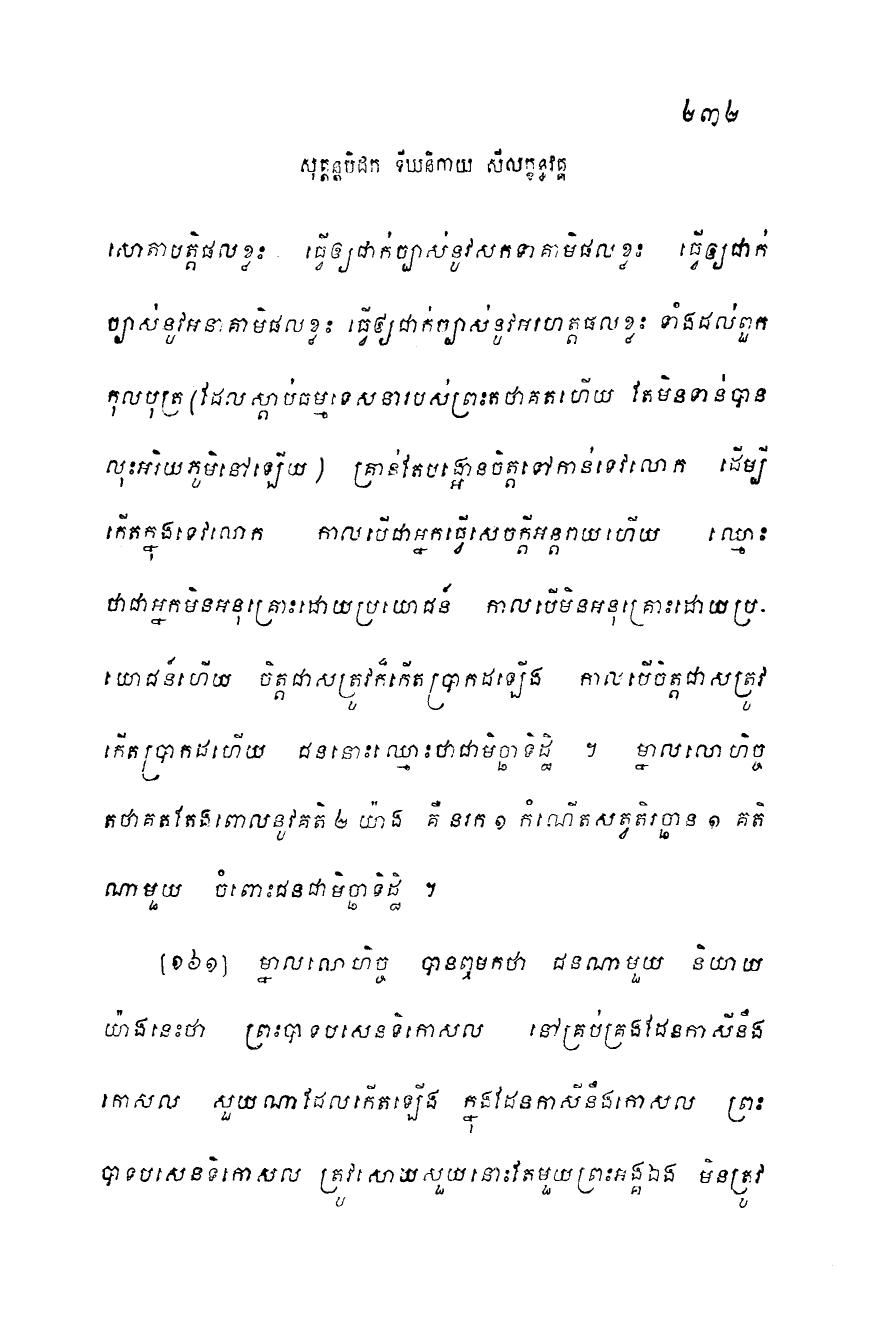 ២៣២
សុត្តន្តបិដក ទីឃនិកាយ សីលក្ខន្ធវគ្គ
សោតាបត្តិផលខ្លះ ធ្វើឲ្យជាក់ច្បាស់នូវសកទាគាមិផលខ្លះ ធ្វើឲ្យជាក់
ច្បាស់នូវអនាគាមិផលខ្លះ ធ្វើឲ្យជាក់ច្បាស់នូវអរហត្តផលខ្លះ ទាំងដល់ពួក
កុលបុត្រ (ដែលស្តាប់ធម្មទេសនារបស់ព្រះតថាគតហើយ តែមិនទាន់បាន
លុះអរិយភូមិនៅឡើយ) គ្រាន់តែបង្អោនចិត្តទៅកាន់ទេវលោក ដើម្បី
កើតក្នុងទេវលោក កាលបើជាអ្នកធ្វើសេចក្តីអន្តរាយហើយ ឈ្មោះ
ថាជាអ្នកមិនអនុគ្រោះដោយប្រយោជន៍ កាលបើមិនអនុគ្រោះដោយប្រ-
យោជន៍ហើយ ចិត្តជាសត្រូវក៏កើតប្រាកដឡើង កាលបើចិត្តជាសត្រូវ
កើតប្រាកដហើយ ជននោះឈ្មោះថាជាមិច្ឆាទិដ្ឋិ ។ ម្នាលលោហិច្ច
តថាគតតែងពោលនូវគតិ ២ យ៉ាង គឺ នរក ១ កំណើតសត្វតិរច្ឆាន ១ គតិ
ណាមួយ ចំពោះជនជាមិច្ឆាទិដ្ឋិ ។
[១៦១] ម្នាលលោហិច្ច បានឮមកថា ជនណាមួយ និយាយ
យ៉ាងនេះថា ព្រះបាទបសេនទិកោសល នៅគ្រប់គ្រងដែនកាសីនឹង
កោសល សួយណាដែលកើតឡើង ក្នុងដែនកាសីនឹងកោសល ព្រះ
បាទបសេនទិកោសល ត្រូវសោយសួយនោះតែមួយព្រះអង្គឯង មិនត្រូវ